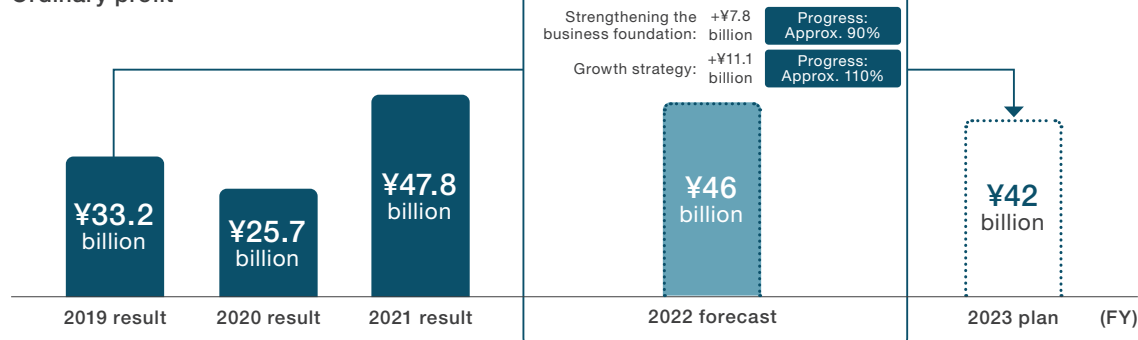 Ordinary profit
Strengthening the
business foundation:
+¥7.8
billion
Progress:
Approx. 90%
Growth strategy:
+¥11.1
billion
Progress:
Approx. 110%
¥33.2
billion
¥25.7
billion
¥47.8
billion
¥46
billion
¥42
billion
2019 result
2020 result
2021 result
2022 forecast
2023 plan
(FY)